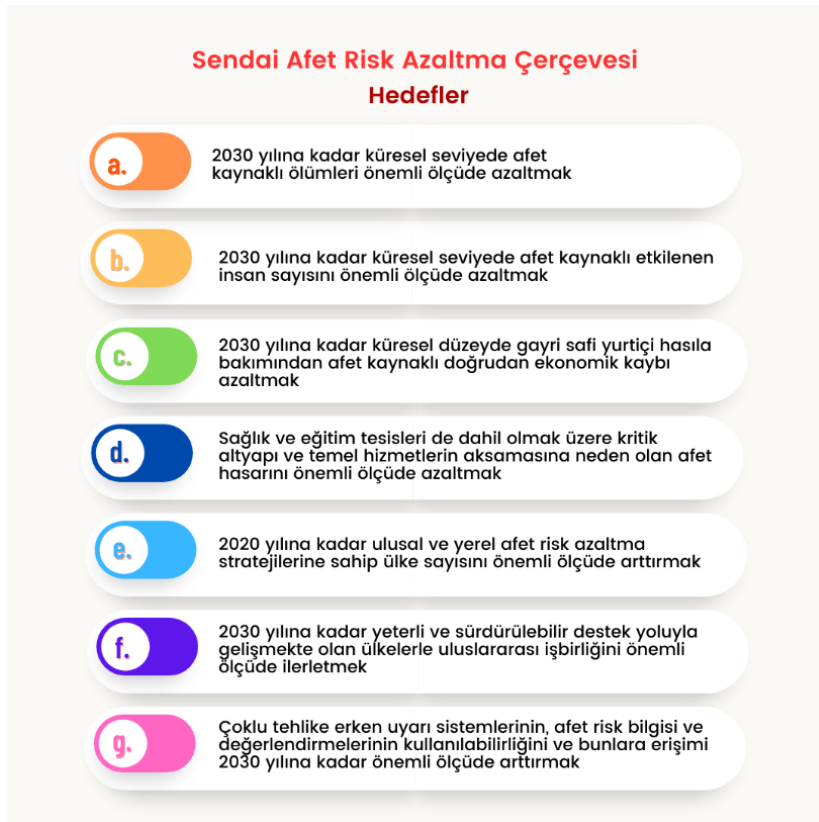 Sendai Afet Risk Azaltma Çerçevesi
Hedefler
a.
2030 yılına kadar küresel seviyede afet
kaynaklı ölümleri önemli ölçüde azaltmak
b.
2030 yılına kadar küresel seviyede afet kaynaklı etkilenen
insan sayısını önemli ölçüde azaltmak
c.
2030 yılına kadar küresel düzeyde gayri safi yurtiçi hasıla
bakımından afet kaynaklı doğrudan ekonomik kaybı
azaltmak
d.
Sağlık ve eğitim tesisleri de dahil olmak üzere kritik
altyapı ve temel hizmetlerin aksamasına neden olan afet
hasarını önemli ölçüde azaltmak
e.
2020 yılına kadar ulusal ve yerel afet risk azaltma
stratejilerine sahip ülke sayısını önemli ölçüde arttırmak
f.
2030 yılına kadar yeterli ve sürdürülebilir destek yoluyla
gelişmekte olan ülkelerle uluslararası işbirliğini önemli
ölçüde ilerletmek
g.
Çoklu tehlike erken uyarı sistemlerinin, afet risk bilgisi ve
değerlendirmelerinin kullanılabilirliğini ve bunlara erişimi
2030 yılına kadar önemli ölçüde arttırmak